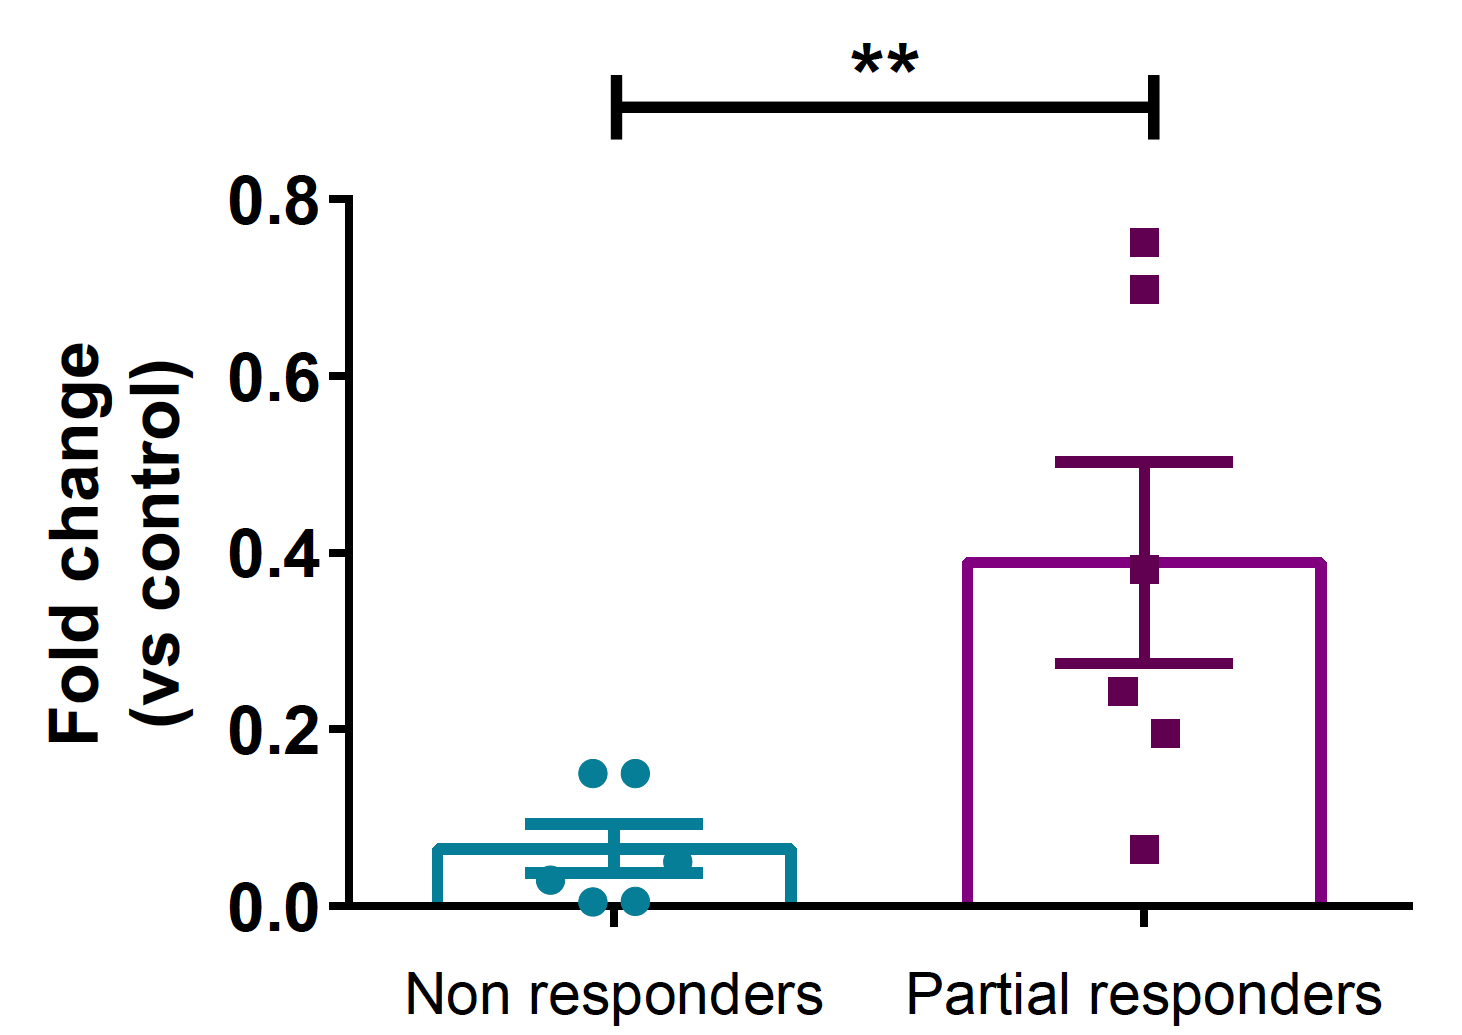 **
0.8
0.6
0.4
0.2
0.0
Fold change
(vs control)
Non responders
Partial responders